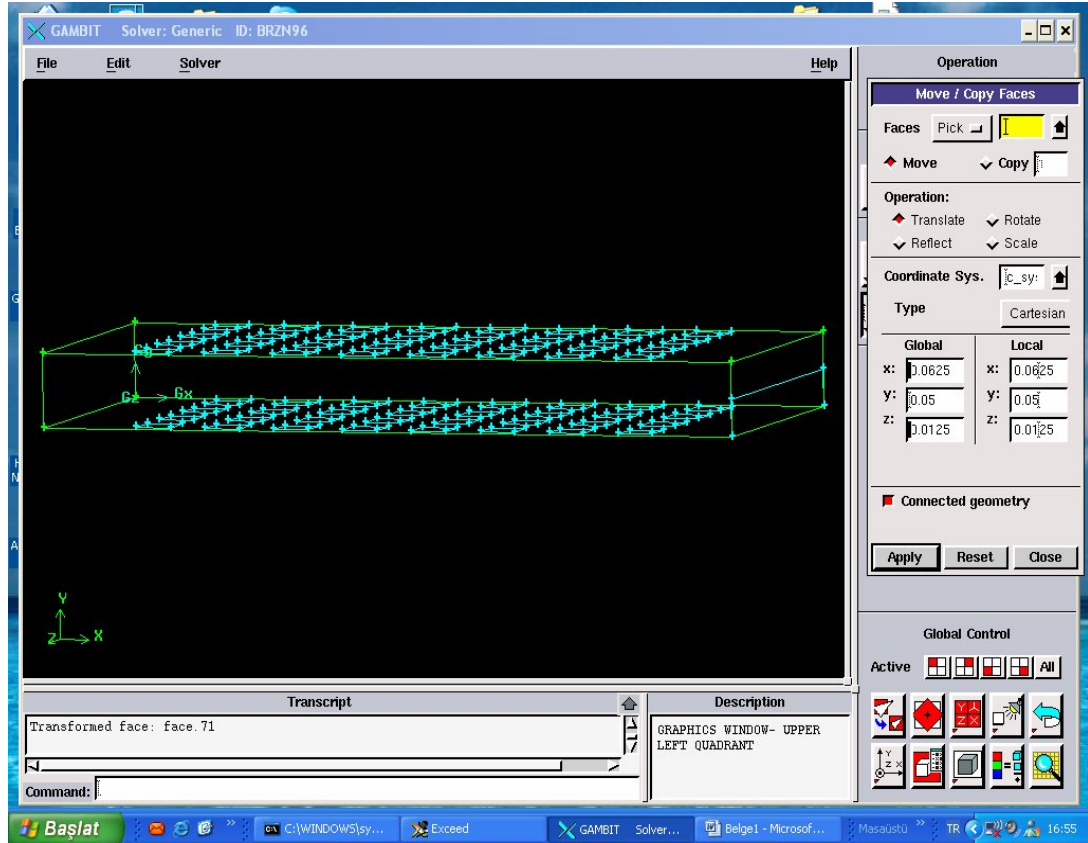 GAMBIT Solver: Generic ID: BRZN96
File Edit Solver Help
Operation
Move / Copy Faces
Faces Pick
Move Copy
Operation:
Translate Rotate
Reflect Scale
Coordinate Sys. c_sy:
Type Cartesian
Global Local
x: 0.0625 x: 0.0625
y: 0.05 y: 0.05
z: 0.0125 z: 0.0125
Connected geometry
Apply Reset Close
Gz Gx
Y
Z X
Global Control
Active All
Transcript
Transformed face: face.71
Command:
Description
GRAPHICS WINDOW- UPPER
LEFT QUADRANT
Başlat C:\WINDOWS\sy... Exceed GAMBIT Solver... Belge1 - Microsof... Masaüstü TR 16:55